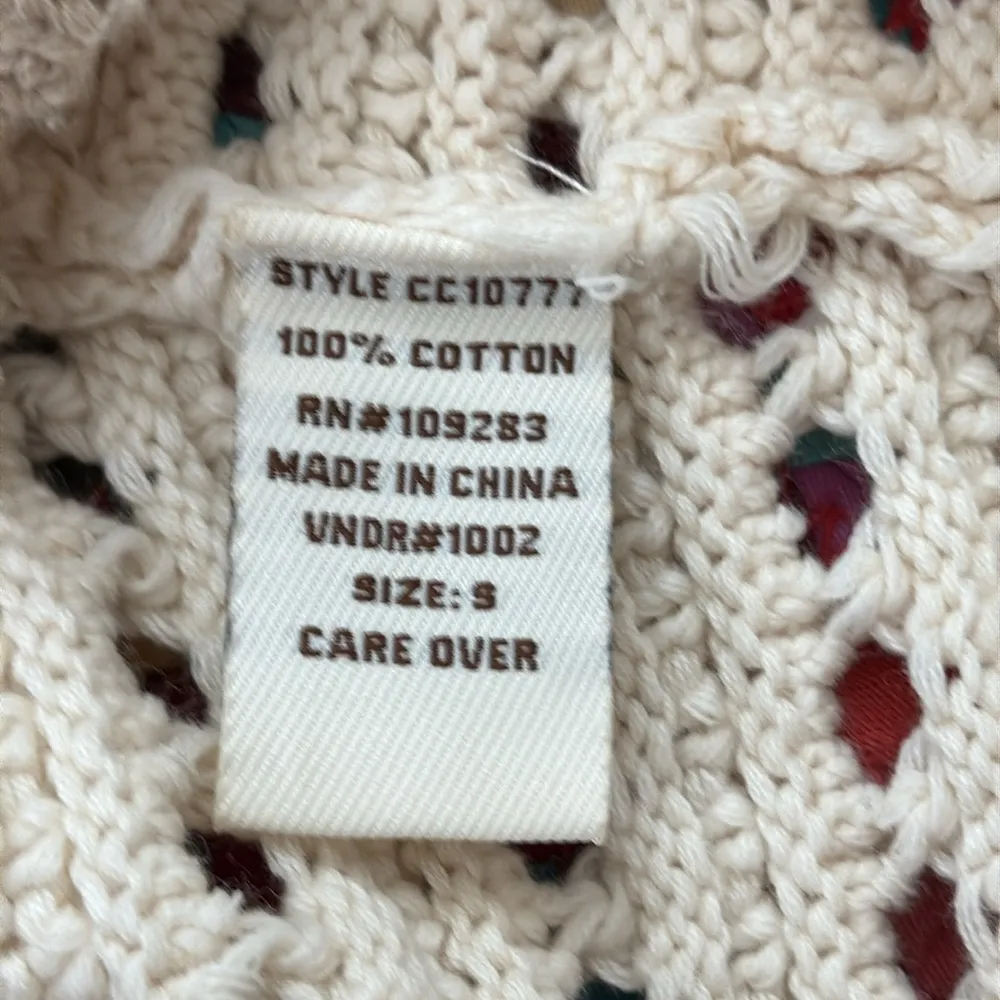 STYLE CC10777
100% COTTON
RN#109283
MADE IN CHINA
VNDR#1002
SIZE: S
CARE OVER